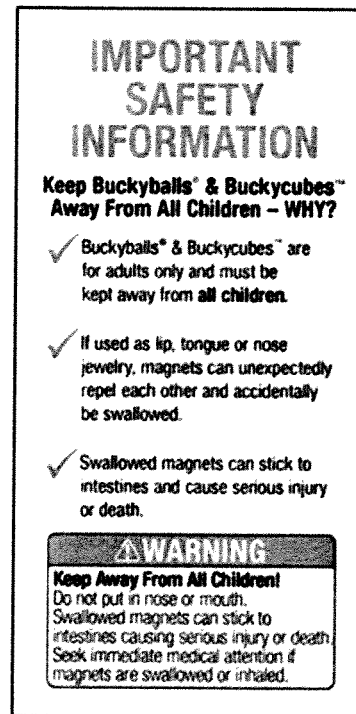 IMPORTANT
SAFETY
INFORMATION
Keep Buckyballs® & Buckycubes™
Away From All Children – WHY?
✓ Buckyballs® & Buckycubes™ are
for adults only and must be
kept away from all children.
✓ If used as lip, tongue or nose
jewelry, magnets can unexpectedly
repel each other and accidentally
be swallowed.
✓ Swallowed magnets can stick to
intestines and cause serious injury
or death.
⚠WARNING
Keep Away From All Children!
Do not put in nose or mouth.
Swallowed magnets can stick to
intestines causing serious injury or death.
Seek immediate medical attention if
magnets are swallowed or inhaled.